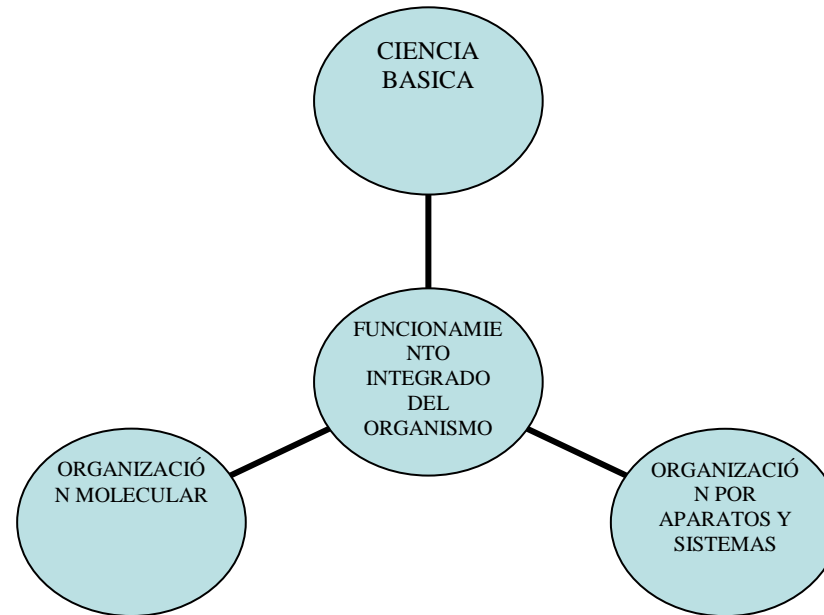 CIENCIA
BASICA
FUNCIONAMIE
NTO
INTEGRADO
DEL
ORGANISMO
ORGANIZACIÓ
N MOLECULAR
ORGANIZACIÓ
N POR
APARATOS Y
SISTEMAS